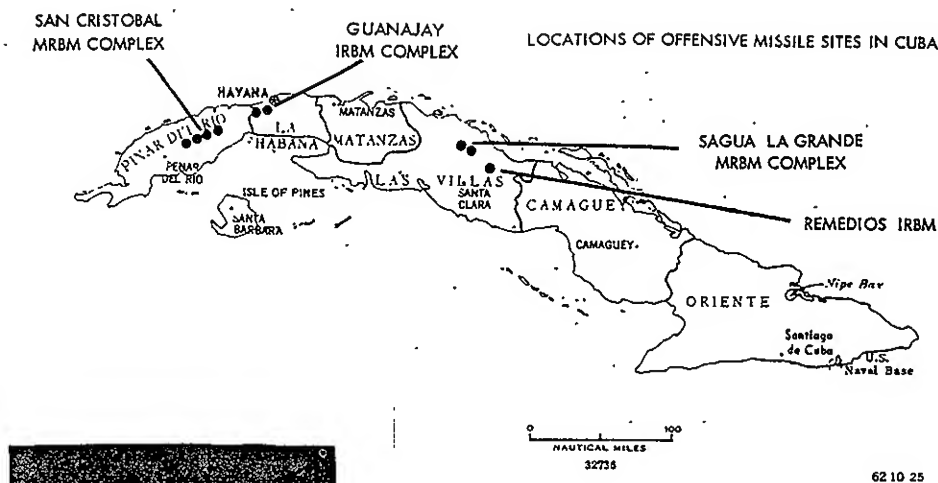 SAN CRISTOBAL
MRBM COMPLEX
GUANAJAY
IRBM COMPLEX
LOCATIONS OF OFFENSIVE MISSILE SITES IN CUBA
HAVANA
MATANZAS
PINAR DEL RIO
LA
HABANA
MATANZAS
SAGUA LA GRANDE
MRBM COMPLEX
PINAR
DEL RIO
ISLE OF PINES
LAS VILLAS
SANTA
CLARA
CAMAGUEY
SANTA
BARBARA
REMEDIOS IRBM
CAMAGUEY
Nipe Bay
ORIENTE
Santiago
de Cuba
U.S.
Naval Base
0 100
NAUTICAL MILES
32736
62 10 25